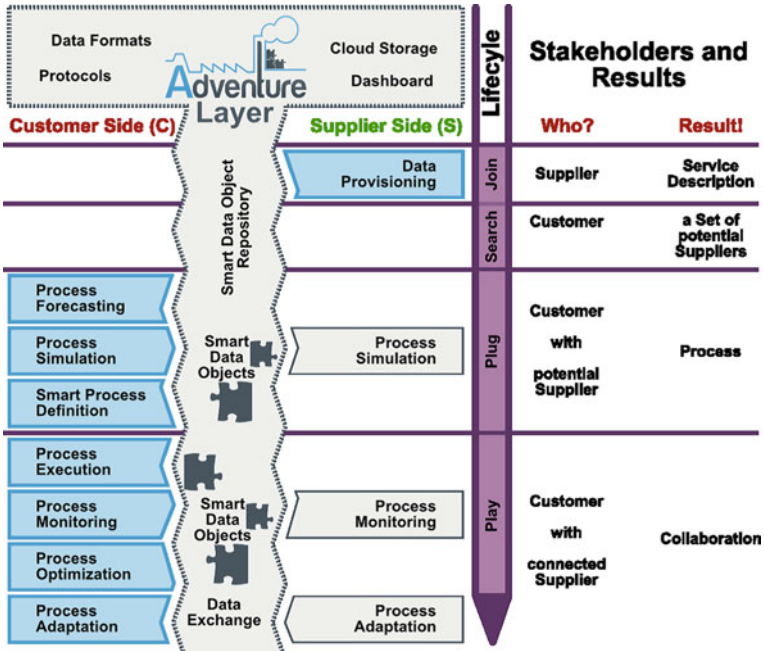 Data Formats
Protocols
Adventure
Layer
Cloud Storage
Dashboard
Lifecyle
Stakeholders and
Results
Customer Side (C)
Supplier Side (S)
Who?
Result!
Smart Data Object
Repository
Data
Provisioning
Join
Supplier
Service
Description
Search
Customer
a Set of
potential
Suppliers
Process
Forecasting
Process
Simulation
Smart Process
Definition
Smart
Data
Objects
Process
Simulation
Plug
Customer
with
potential
Supplier
Process
Process
Execution
Process
Monitoring
Process
Optimization
Process
Adaptation
Smart
Data
Objects
Data
Exchange
Process
Monitoring
Process
Adaptation
Play
Customer
with
connected
Supplier
Collaboration